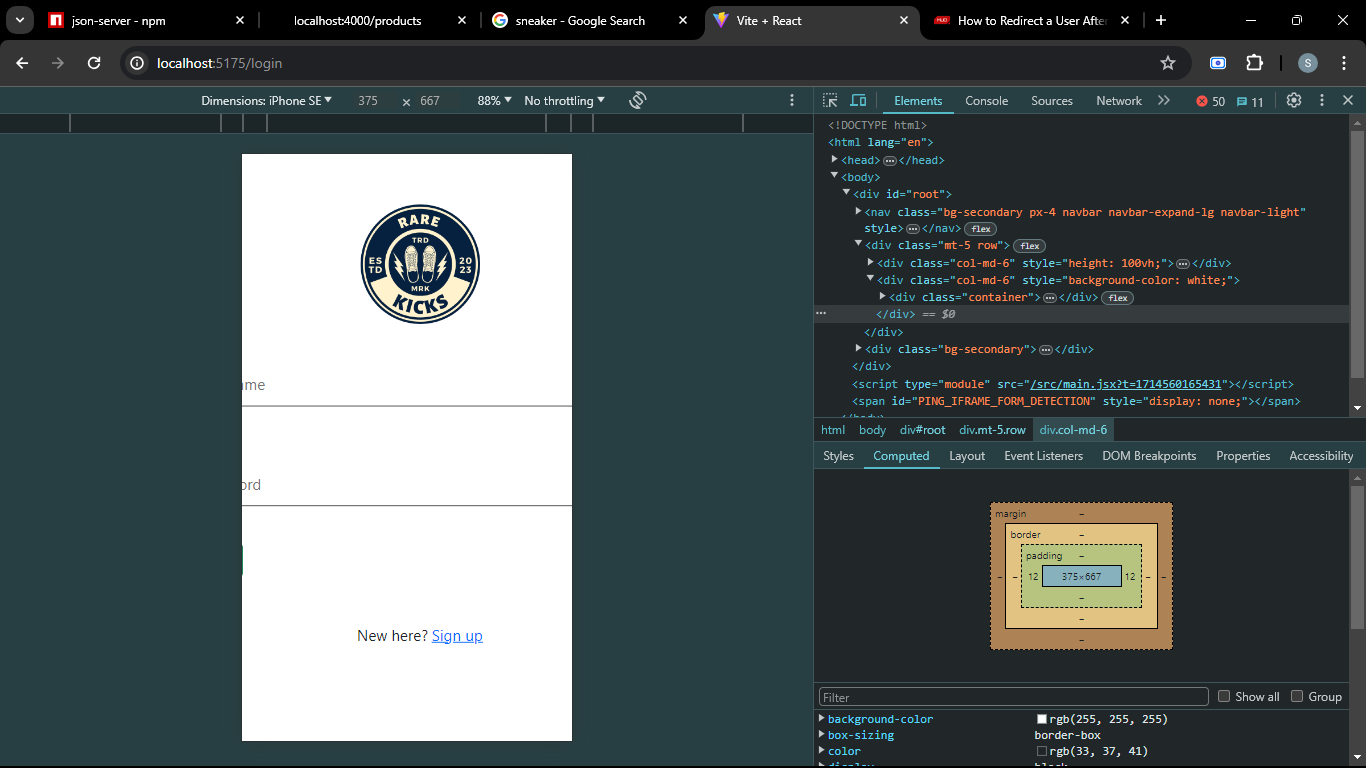 json-server - npm
localhost:4000/products
sneaker - Google Search
Vite + React
How to Redirect a User Afte
localhost:5175/login
S
Dimensions: iPhone SE
375
×
667
88%
No throttling
Elements
Console
Sources
Network
50
11
<!DOCTYPE html>
<html lang="en">
<head>…</head>
<body>
<div id="root">
<nav class="bg-secondary px-4 navbar navbar-expand-lg navbar-light"
style>…</nav> flex
<div class="mt-5 row"> flex
<div class="col-md-6" style="height: 100vh;">…</div>
<div class="col-md-6" style="background-color: white;">
<div class="container">…</div> flex
</div> == $0
</div>
<div class="bg-secondary">…</div>
</div>
<script type="module" src="/src/main.jsx?t=1714560165431"></script>
<span id="PING_IFRAME_FORM_DETECTION" style="display: none;"></span>
</body>
html
body
div#root
div.mt-5.row
div.col-md-6
Styles
Computed
Layout
Event Listeners
DOM Breakpoints
Properties
Accessibility
margin
–
border
–
padding
–
–
–
12
375×667
12
–
–
–
–
–
Filter
Show all
Group
background-color
rgb(255, 255, 255)
box-sizing
border-box
color
rgb(33, 37, 41)
display
block
RARE
TRD
ES
TD
20
23
MRK
KICKS
ame
ord
New here? Sign up